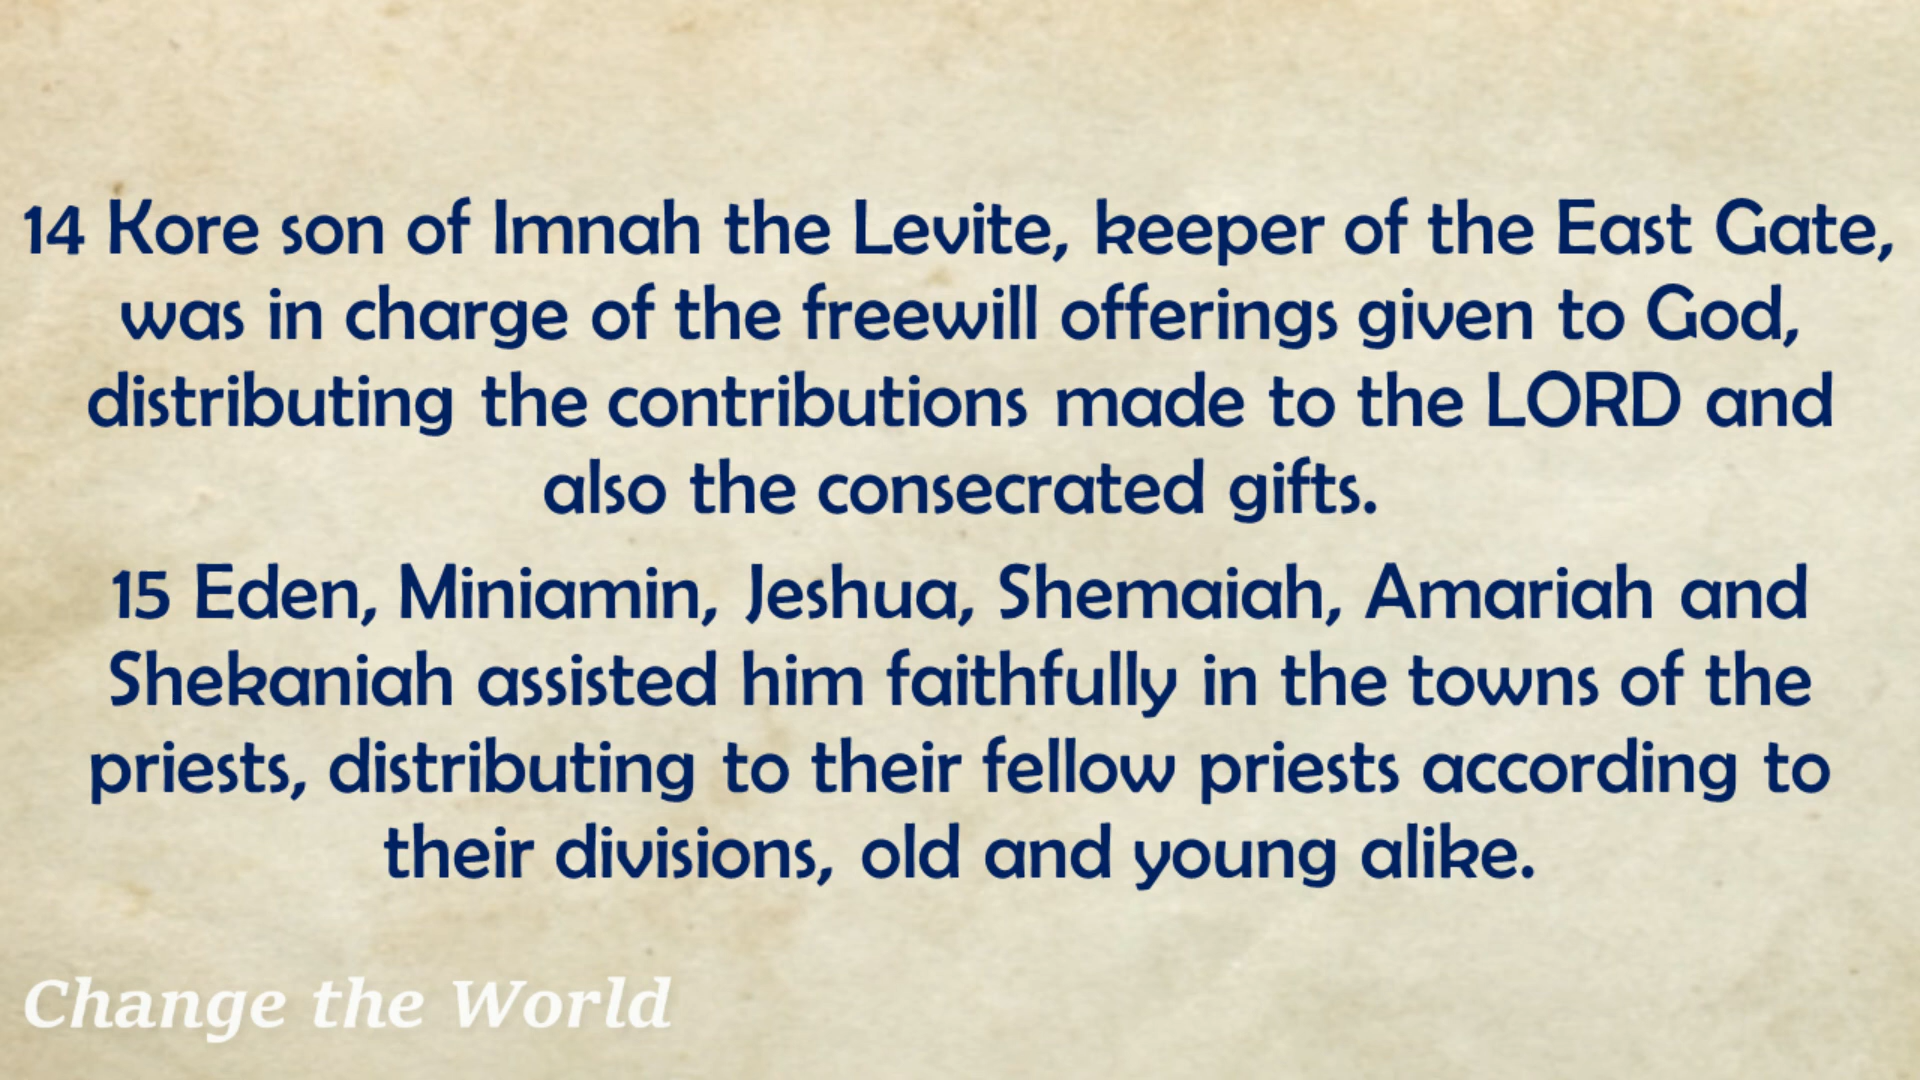 14 Kore son of Imnah the Levite, keeper of the East Gate,
was in charge of the freewill offerings given to God,
distributing the contributions made to the LORD and
also the consecrated gifts.
15 Eden, Miniamin, Jeshua, Shemaiah, Amariah and
Shekaniah assisted him faithfully in the towns of the
priests, distributing to their fellow priests according to
their divisions, old and young alike.
Change the World